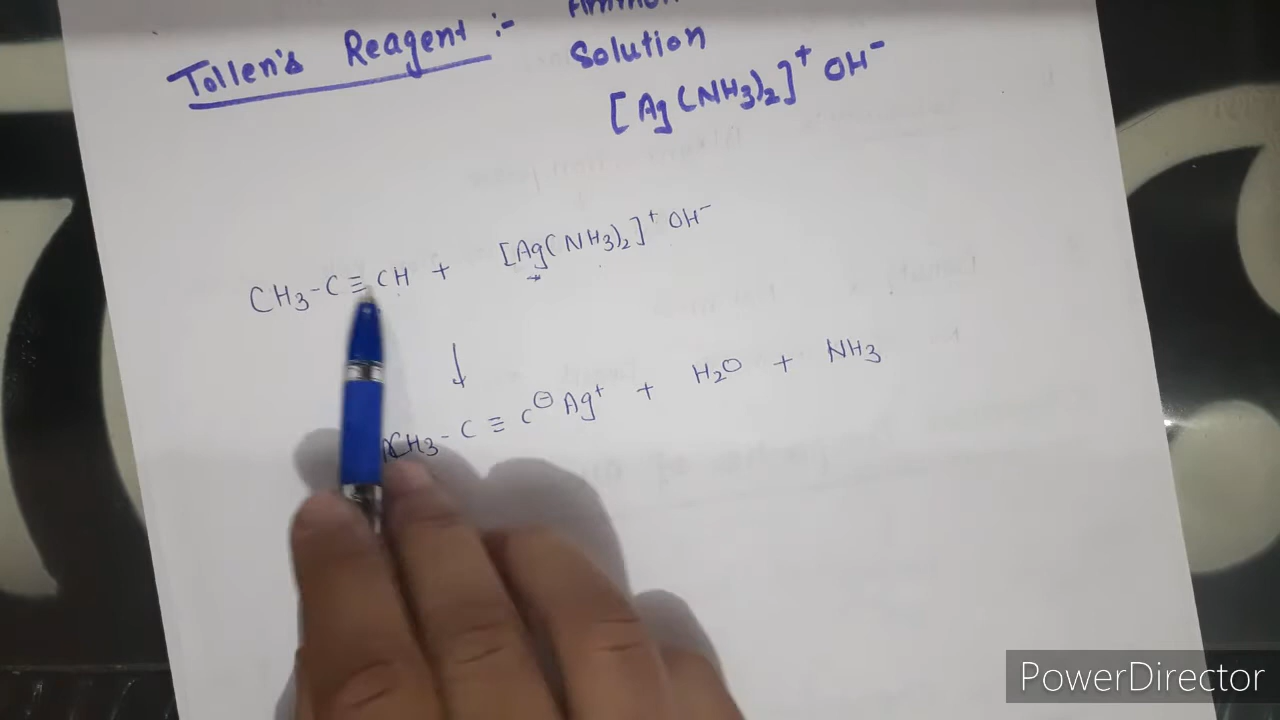 Tollen's Reagent :-
Solution
[Ag(NH3)2]+ OH-
CH3-C≡CH + [Ag(NH3)2]+ OH-
↓
CH3-C≡C⊖ Ag+ + H2O + NH3
PowerDirector